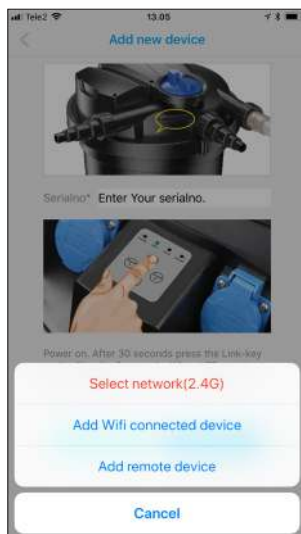 Tele2
13.05
Add new device
Serialno* Enter Your serialno.
Power on. After 30 seconds press the Link-key
Select network(2.4G)
Add Wifi connected device
Add remote device
Cancel